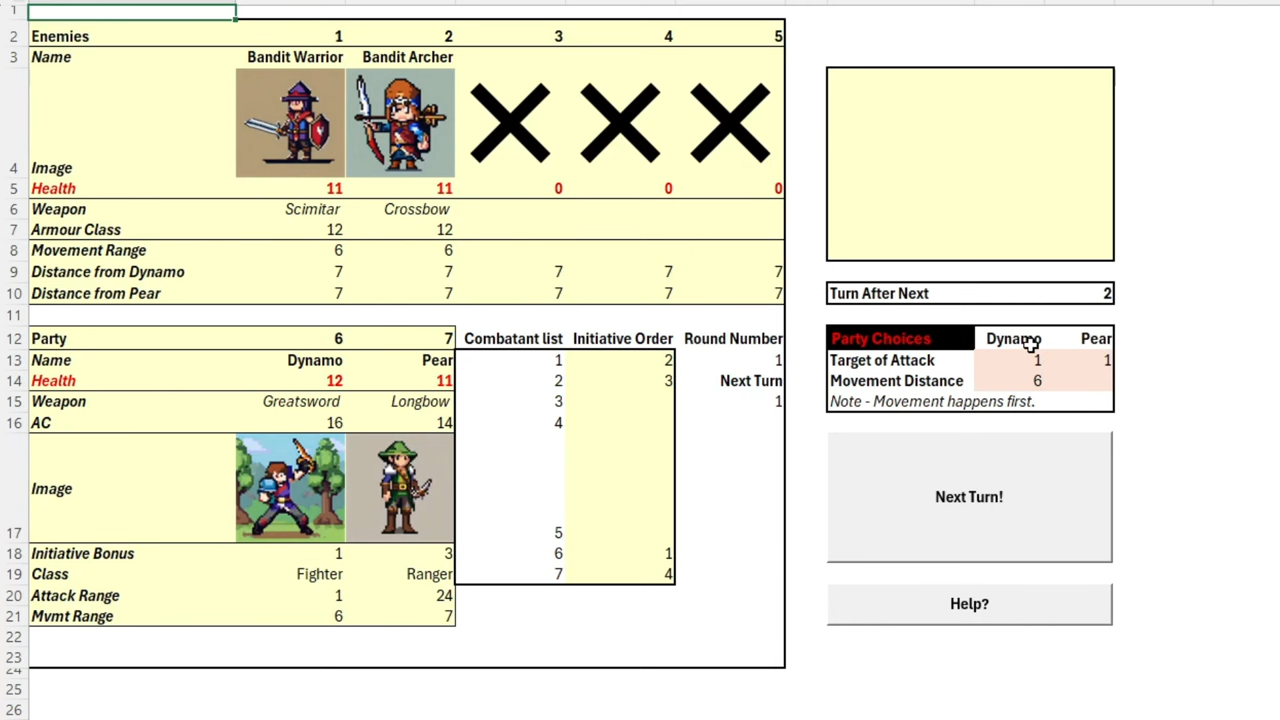 1
2 Enemies 1 2 3 4 5
3 Name Bandit Warrior Bandit Archer
4 Image
5 Health 11 11 0 0 0
6 Weapon Scimitar Crossbow
7 Armour Class 12 12
8 Movement Range 6 6
9 Distance from Dynamo 7 7 7 7 7
10 Distance from Pear 7 7 7 7 7
11
12 Party 6 7 Combatant list Initiative Order Round Number
13 Name Dynamo Pear 1 2 1
14 Health 12 11 2 3 Next Turn
15 Weapon Greatsword Longbow 3 1
16 AC 16 14 4
Image
17 5
18 Initiative Bonus 1 3 6 1
19 Class Fighter Ranger 7 4
20 Attack Range 1 24
21 Mvmt Range 6 7
22
23
24
25
26
Turn After Next 2
Party Choices Dynamo Pear
Target of Attack 1 1
Movement Distance 6
Note - Movement happens first.
Next Turn!
Help?